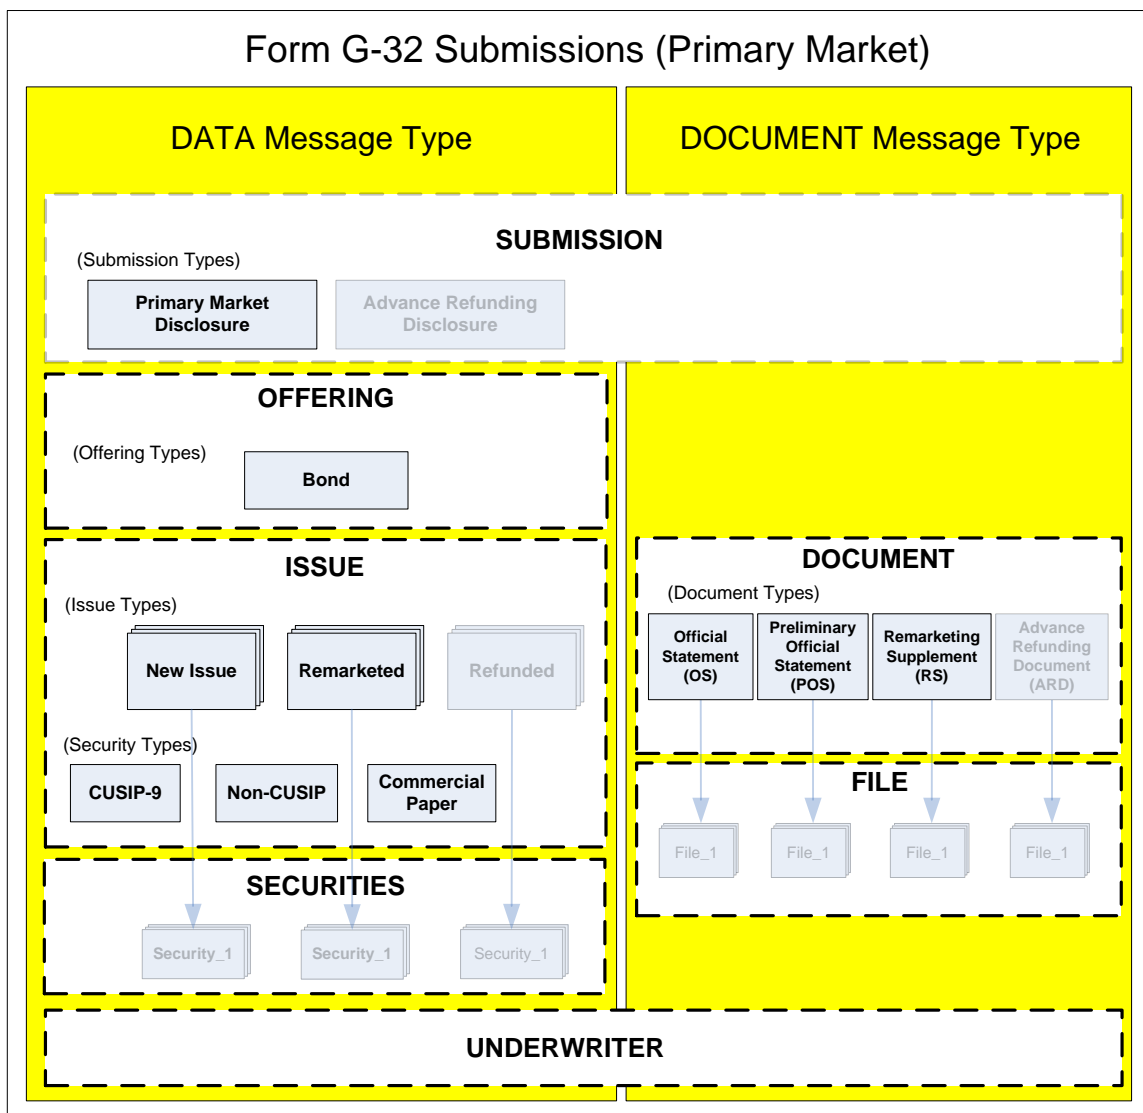 Form G-32 Submissions (Primary Market)
DATA Message Type
DOCUMENT Message Type
SUBMISSION
(Submission Types)
Primary Market
Disclosure
Advance Refunding
Disclosure
OFFERING
(Offering Types)
Bond
ISSUE
(Issue Types)
New Issue
Remarketed
Refunded
(Security Types)
CUSIP-9
Non-CUSIP
Commercial
Paper
SECURITIES
Security_1
Security_1
Security_1
DOCUMENT
(Document Types)
Official
Statement
(OS)
Preliminary
Official
Statement
(POS)
Remarketing
Supplement
(RS)
Advance
Refunding
Document
(ARD)
FILE
File_1
File_1
File_1
File_1
UNDERWRITER